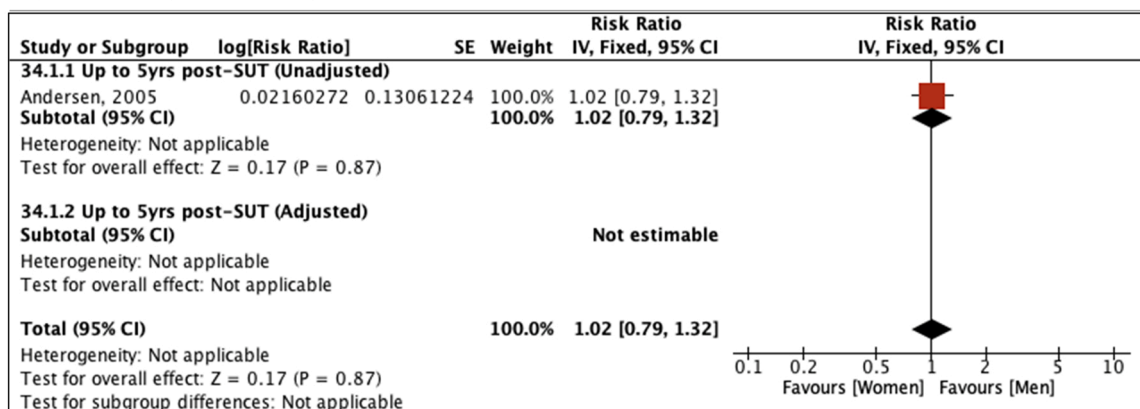 Risk Ratio Risk Ratio
Study or Subgroup log[Risk Ratio] SE Weight IV, Fixed, 95% CI IV, Fixed, 95% CI
34.1.1 Up to 5yrs post-SUT (Unadjusted)
Andersen, 2005 0.02160272 0.13061224 100.0% 1.02 [0.79, 1.32]
Subtotal (95% CI) 100.0% 1.02 [0.79, 1.32]
Heterogeneity: Not applicable
Test for overall effect: Z = 0.17 (P = 0.87)
34.1.2 Up to 5yrs post-SUT (Adjusted)
Subtotal (95% CI) Not estimable
Heterogeneity: Not applicable
Test for overall effect: Not applicable
Total (95% CI) 100.0% 1.02 [0.79, 1.32]
Heterogeneity: Not applicable
Test for overall effect: Z = 0.17 (P = 0.87)
Test for subgroup differences: Not applicable
0.1 0.2 0.5 1 2 5 10
Favours [Women] Favours [Men]